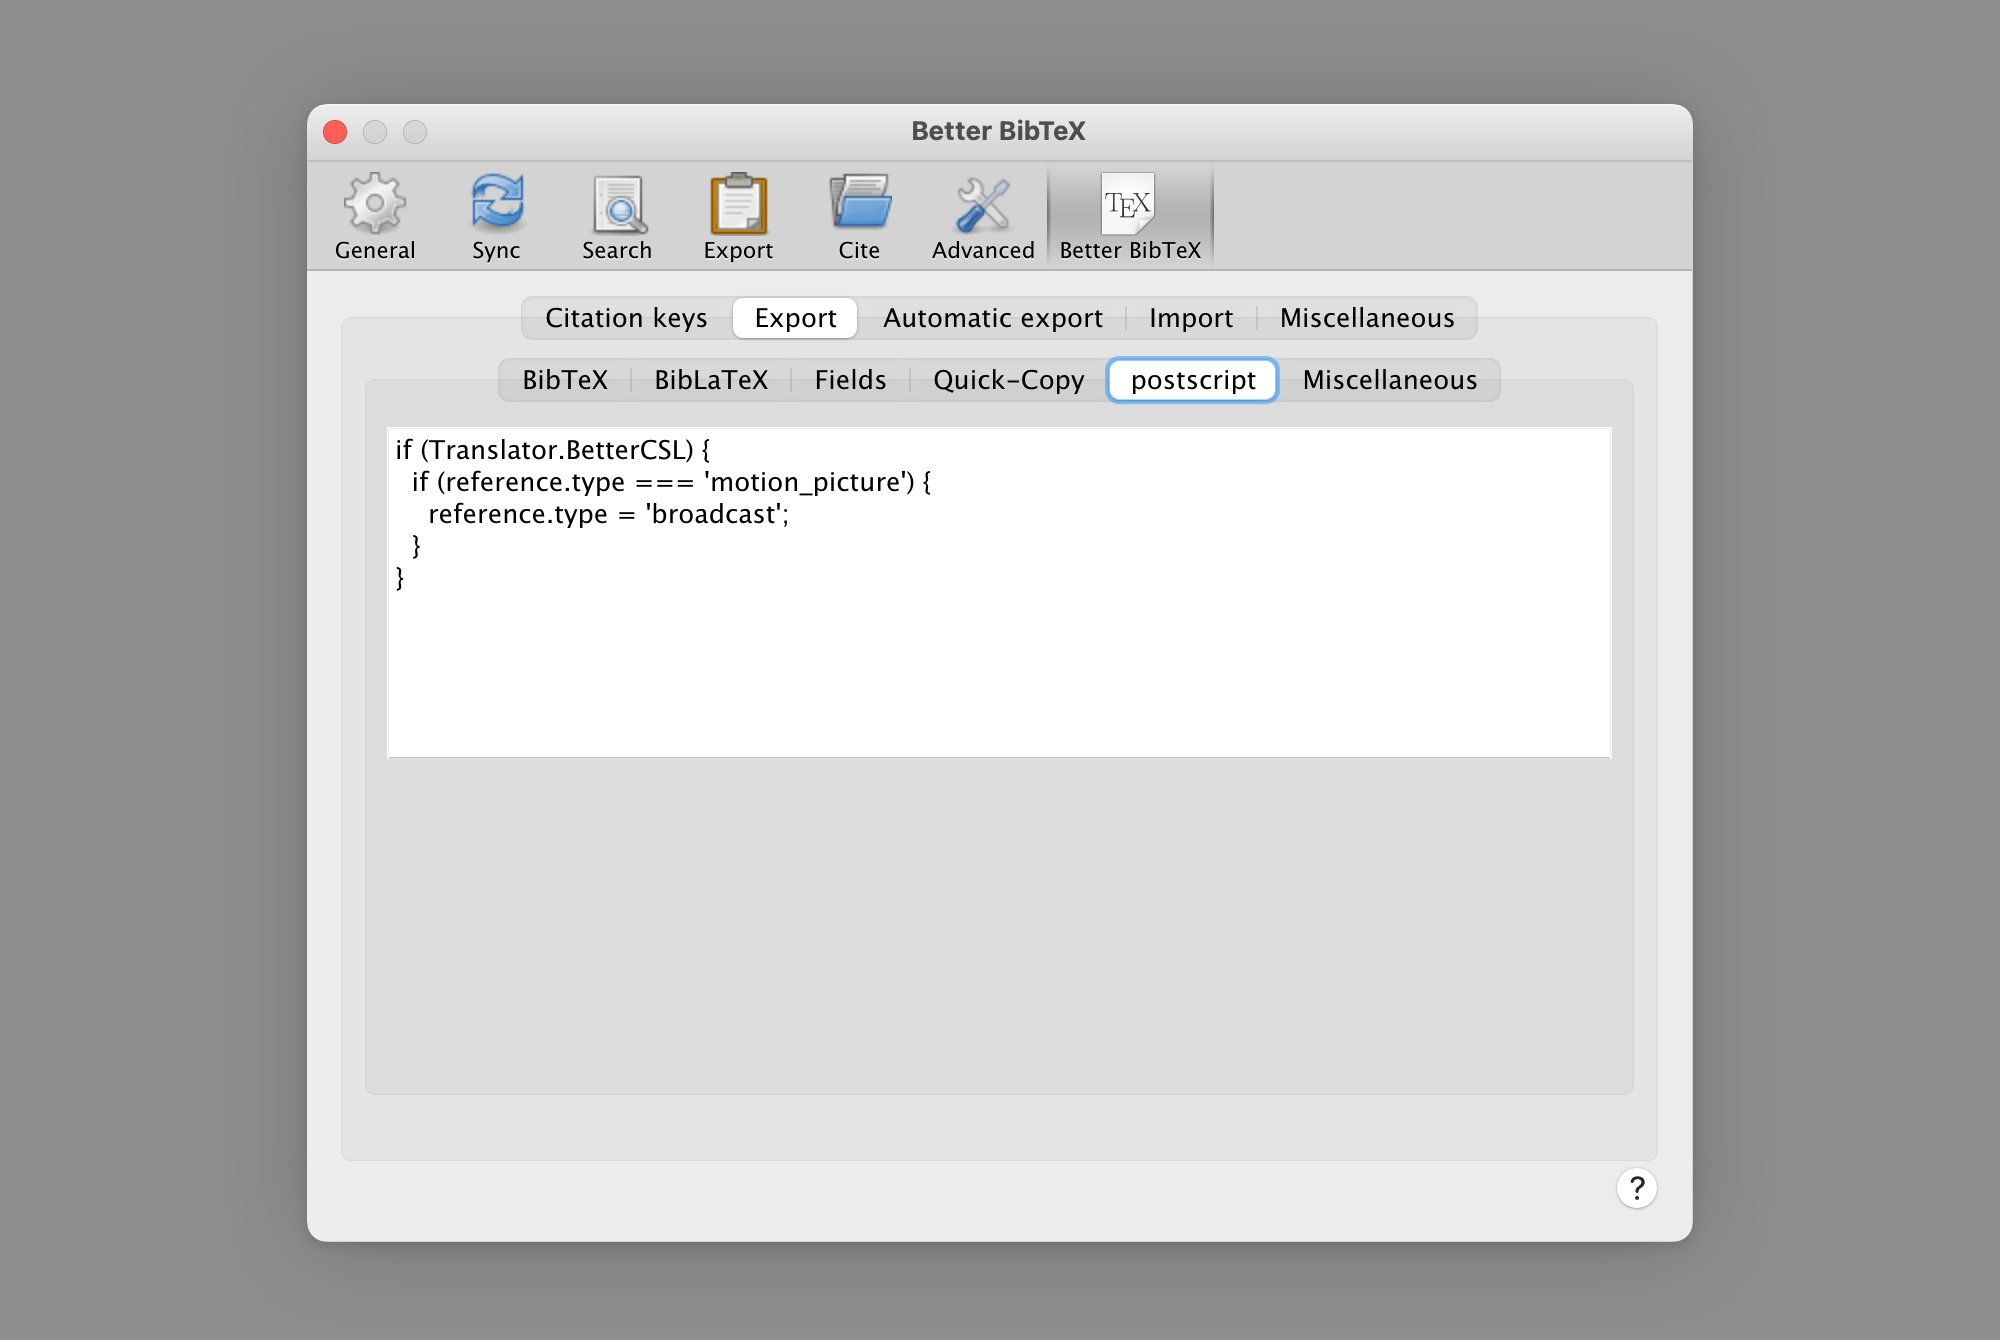 Better BibTeX
General Sync Search Export Cite Advanced TEX Better BibTeX
Citation keys Export Automatic export Import Miscellaneous
BibTeX BibLaTeX Fields Quick-Copy postscript Miscellaneous
if (Translator.BetterCSL) {
  if (reference.type === 'motion_picture') {
    reference.type = 'broadcast';
  }
}
?